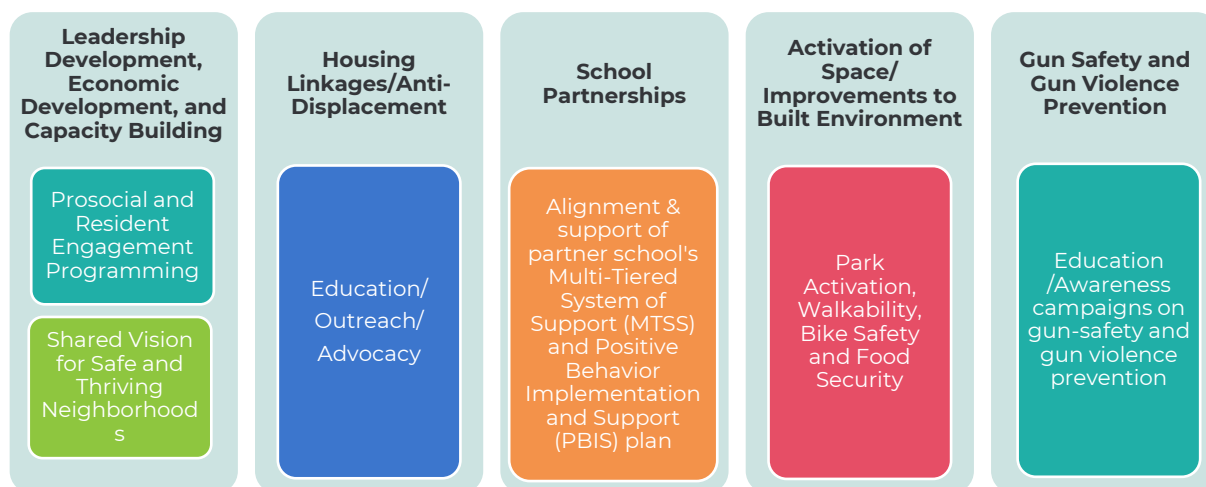 Leadership
Development,
Economic
Development, and
Capacity Building
Prosocial and
Resident
Engagement
Programming
Shared Vision
for Safe and
Thriving
Neighborhood
s
Housing
Linkages/Anti-
Displacement
Education/
Outreach/
Advocacy
School
Partnerships
Alignment &
support of
partner school's
Multi-Tiered
System of
Support (MTSS)
and Positive
Behavior
Implementation
and Support
(PBIS) plan
Activation of
Space/
Improvements to
Built Environment
Park
Activation,
Walkability,
Bike Safety
and Food
Security
Gun Safety and
Gun Violence
Prevention
Education
/Awareness
campaigns on
gun-safety and
gun violence
prevention